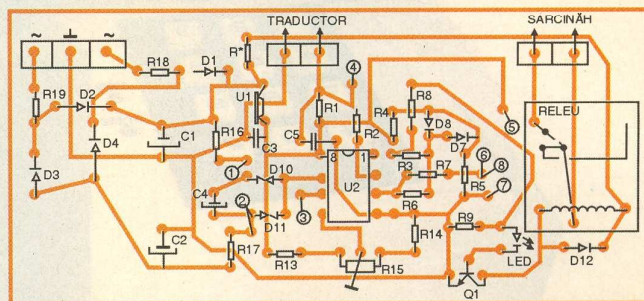 TRADUCTOR
SARCINĂH
~ ⊥ ~
R18
D1
R*
R19
D2
U1
R1
④
R8
R4
D8
⑤
RELEU
C1
R16
C3
C5
R2
D7
D4
8
1
R3
⑥
⑧
D3
①
D10
U2
R7
R5
⑦
C4
③
R6
②
D11
R9
C2
R17
R13
R14
LED
R15
D12
Q1